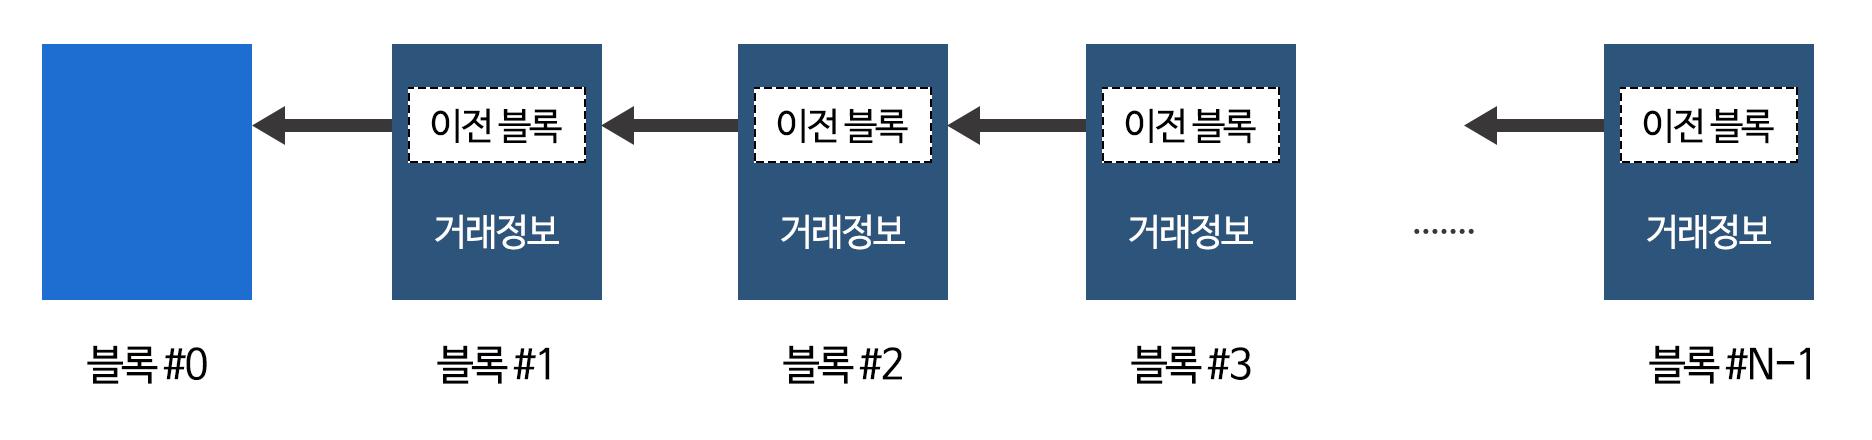 이전 블록
이전 블록
이전 블록
이전 블록
거래정보
거래정보
거래정보
.......
거래정보
블록 #0
블록 #1
블록 #2
블록 #3
블록 #N-1